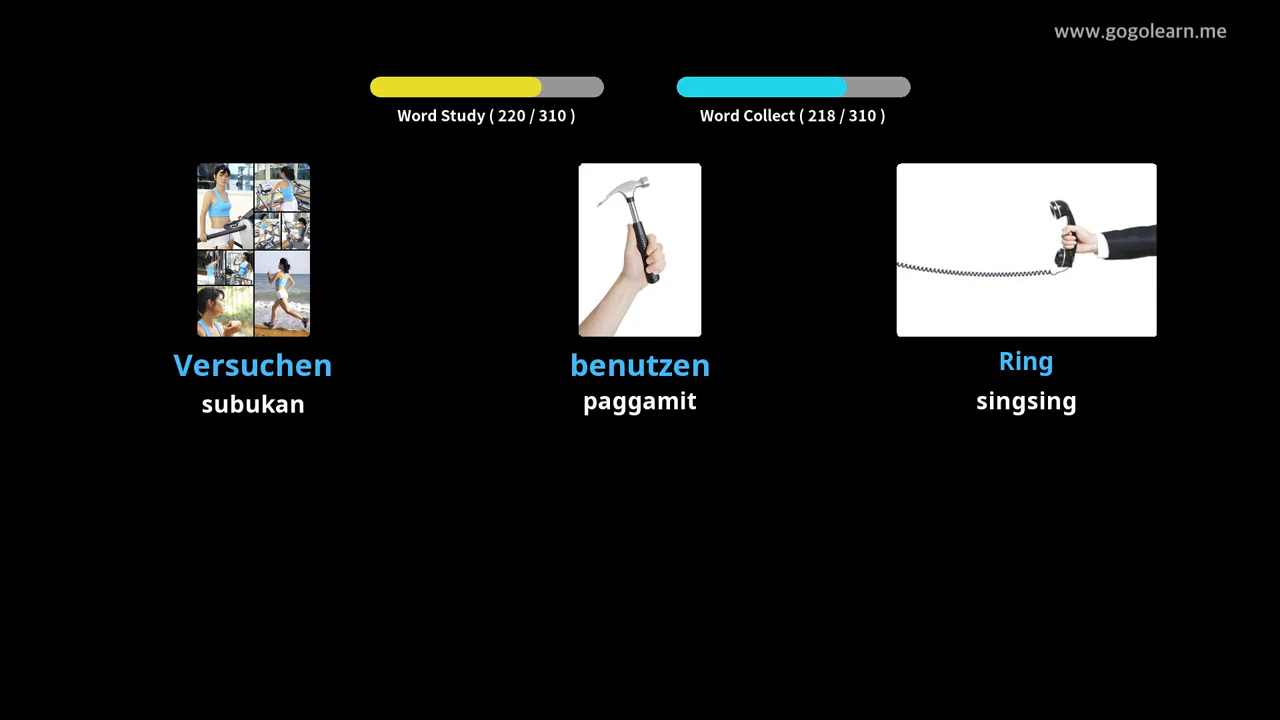 www.gogolearn.me
Word Study ( 220 / 310 )
Word Collect ( 218 / 310 )
Versuchen
benutzen
Ring
subukan
paggamit
singsing